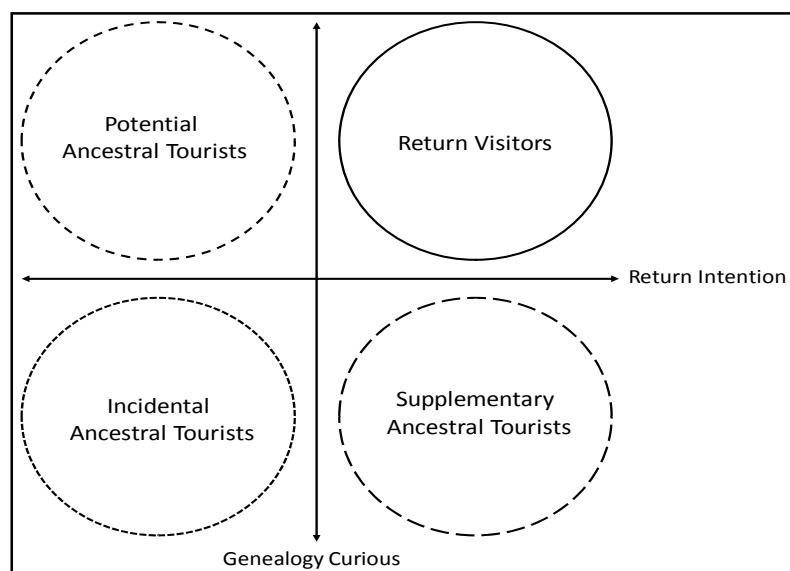 Potential
Ancestral Tourists
Return Visitors
Return Intention
Incidental
Ancestral Tourists
Supplementary
Ancestral Tourists
Genealogy Curious